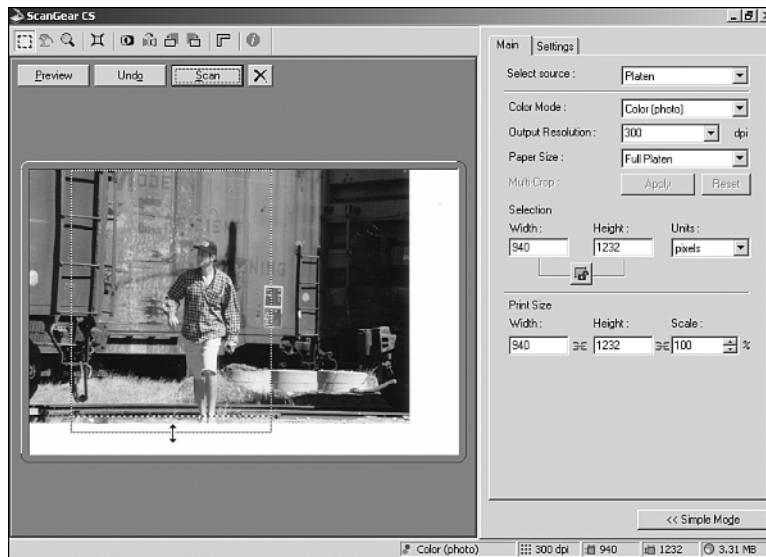 ScanGear CS
Preview Undo Scan
Main Settings
Select source : Platen
Color Mode : Color (photo)
Output Resolution : 300 dpi
Paper Size : Full Platen
Multi-Crop : Apply Reset
Selection
Width : Height : Units :
940 1232 pixels
Print Size
Width : Height : Scale :
940 1232 100 %
<< Simple Mode
Color (photo) 300 dpi 940 1232 3.31 MB